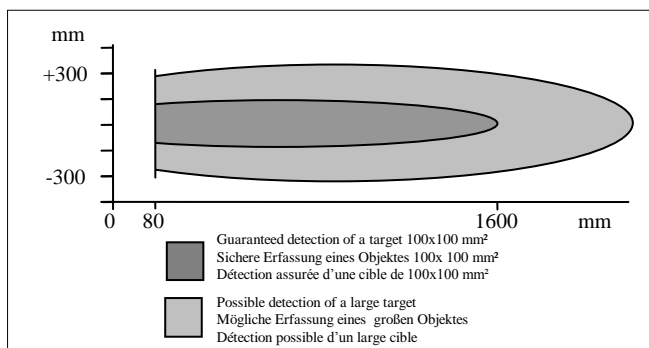 mm
+300
-300
0 80 1600 mm
Guaranteed detection of a target 100x100 mm²
Sichere Erfassung eines Objektes 100x 100 mm²
Détection assurée d’une cible de 100x100 mm²
Possible detection of a large target
Mögliche Erfassung eines großen Objektes
Détection possible d’un large cible